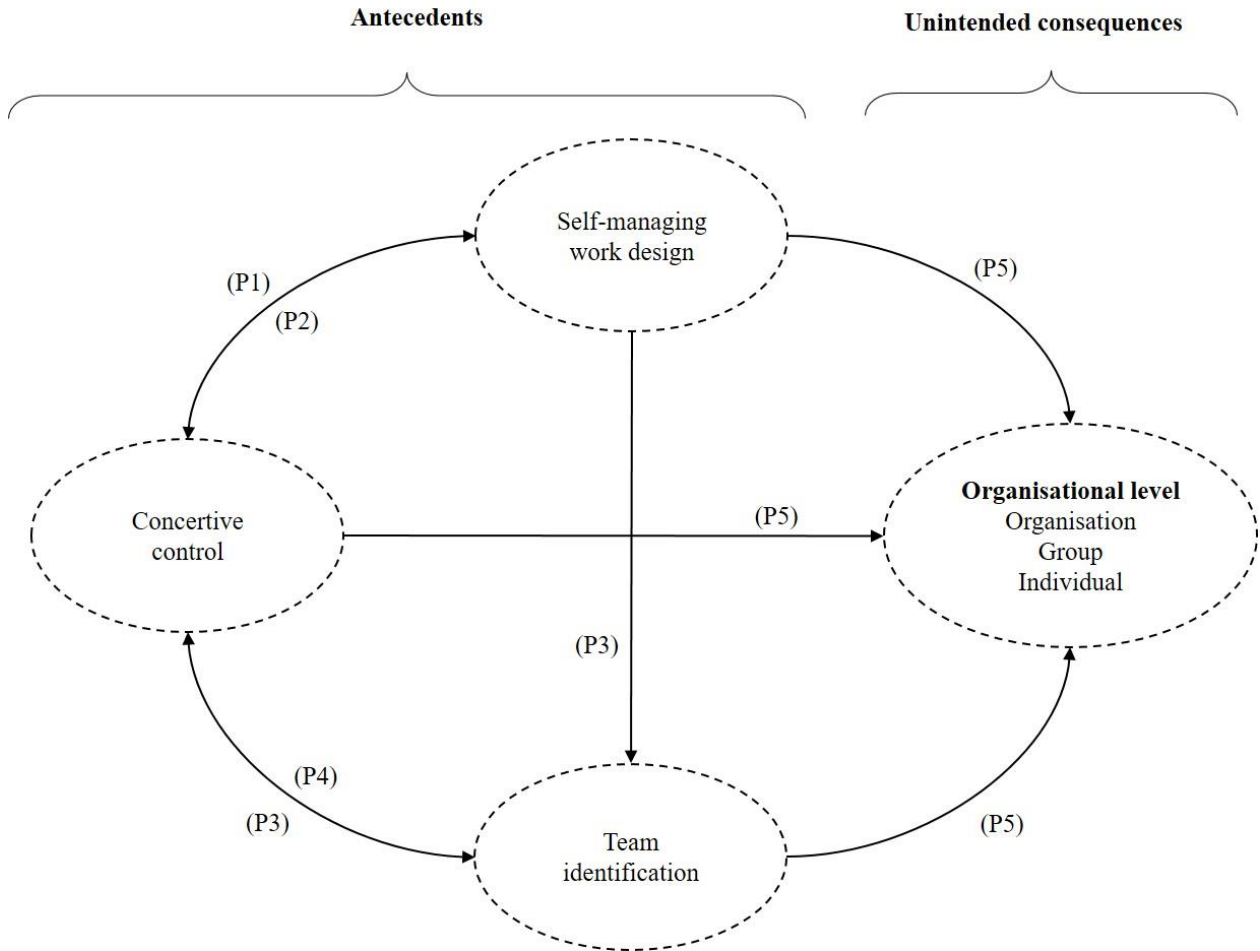 Antecedents
Unintended consequences
Self-managing
work design
(P1)
(P5)
(P2)
Organisational level
Organisation
Group
Individual
Concertive
control
(P5)
(P3)
(P4)
(P3)
(P5)
Team
identification